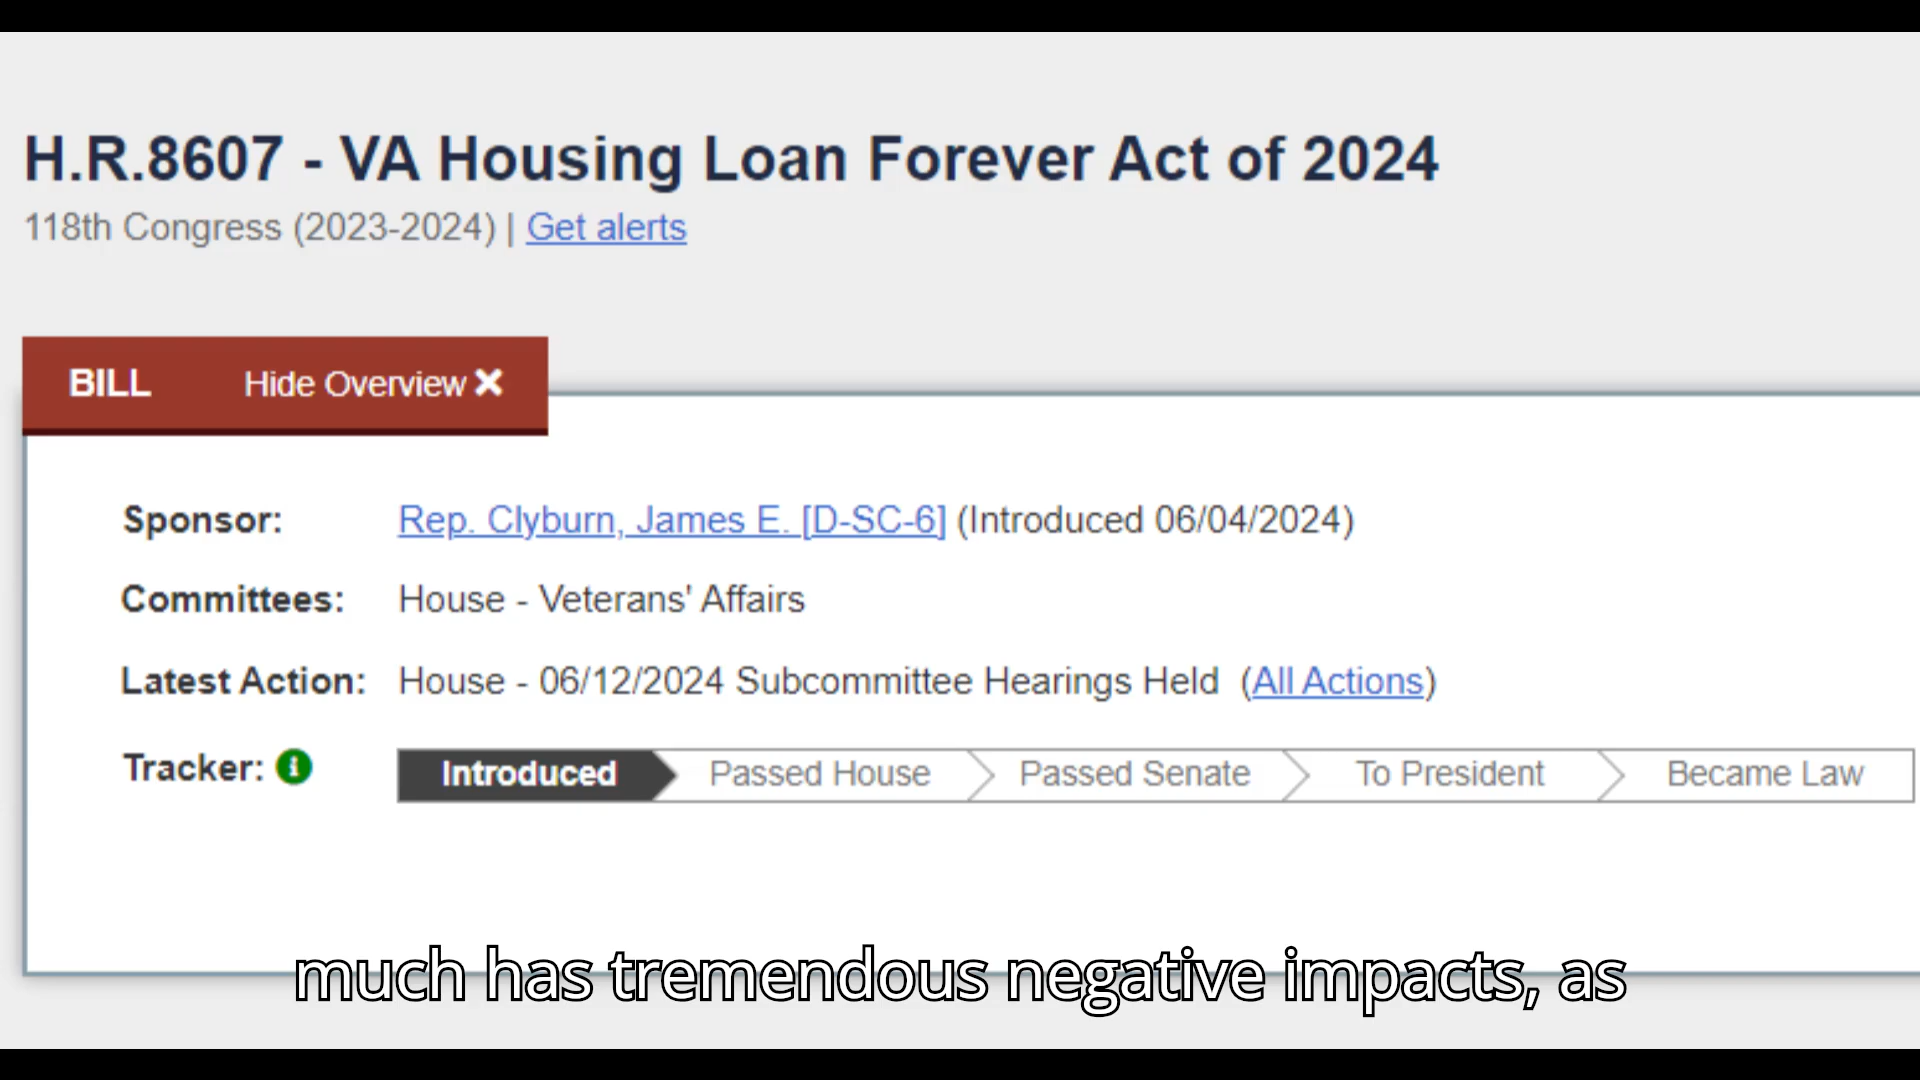 H.R.8607 - VA Housing Loan Forever Act of 2024
118th Congress (2023-2024) | Get alerts
BILL Hide Overview ✕
Sponsor: Rep. Clyburn, James E. [D-SC-6] (Introduced 06/04/2024)
Committees: House - Veterans' Affairs
Latest Action: House - 06/12/2024 Subcommittee Hearings Held (All Actions)
Tracker: i Introduced Passed House Passed Senate To President Became Law
much has tremendous negative impacts, as